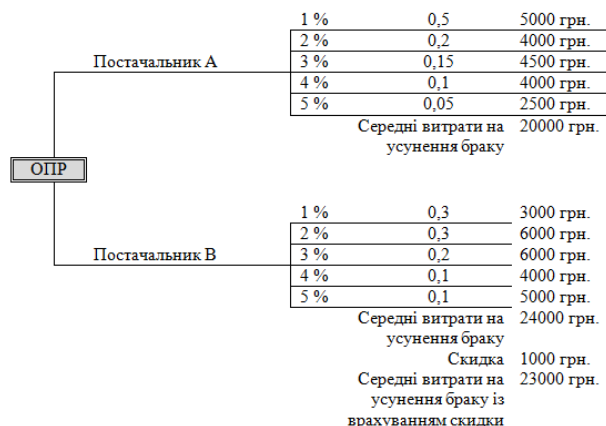 1 % 0,5 5000 грн.
2 % 0,2 4000 грн.
Постачальник А 3 % 0,15 4500 грн.
4 % 0,1 4000 грн.
5 % 0,05 2500 грн.
Середні витрати на 20000 грн.
усунення браку
ОПР
1 % 0,3 3000 грн.
2 % 0,3 6000 грн.
Постачальник В 3 % 0,2 6000 грн.
4 % 0,1 4000 грн.
5 % 0,1 5000 грн.
Середні витрати на 24000 грн.
усунення браку
Скидка 1000 грн.
Середні витрати на 23000 грн.
усунення браку із
врахуванням скидки